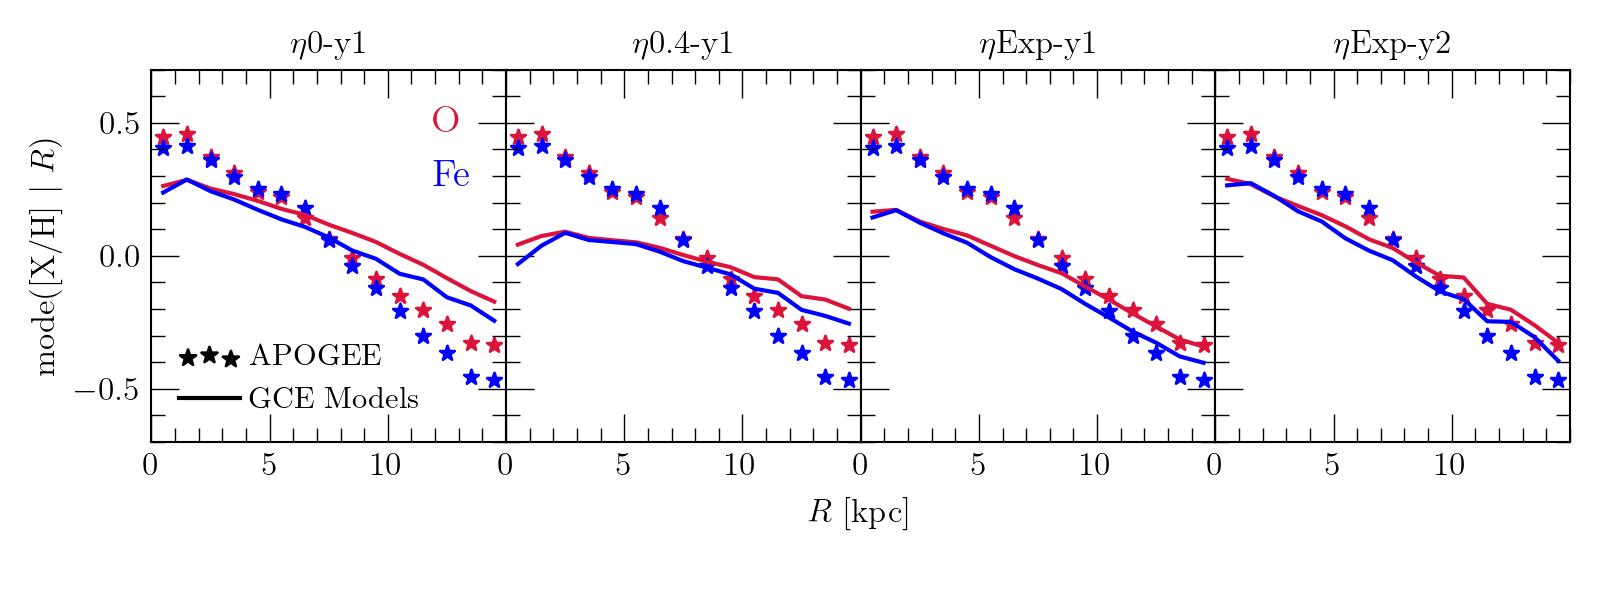 η0-y1 η0.4-y1 ηExp-y1 ηExp-y2
mode([X/H] | R)
0.5
0.0
−0.5
O
Fe
APOGEE
GCE Models
0 5 10 0 5 10 0 5 10 0 5 10
R [kpc]